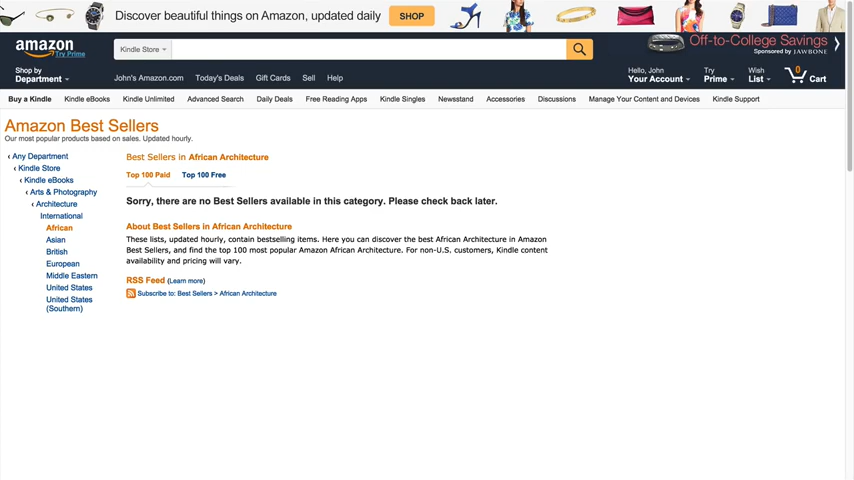 Discover beautiful things on Amazon, updated daily SHOP
amazon
Try Prime
Kindle Store
Off-to-College Savings
Sponsored by JAWBONE
Shop by
Department
John's Amazon.com Today's Deals Gift Cards Sell Help
Hello, John
Your Account
Try
Prime
Wish
List
0
Cart
Buy a Kindle Kindle eBooks Kindle Unlimited Advanced Search Daily Deals Free Reading Apps Kindle Singles Newsstand Accessories Discussions Manage Your Content and Devices Kindle Support
Amazon Best Sellers
Our most popular products based on sales. Updated hourly.
‹ Any Department
‹ Kindle Store
‹ Kindle eBooks
‹ Arts & Photography
‹ Architecture
International
African
Asian
British
European
Middle Eastern
United States
United States
(Southern)
Best Sellers in African Architecture
Top 100 Paid Top 100 Free
Sorry, there are no Best Sellers available in this category. Please check back later.
About Best Sellers in African Architecture
These lists, updated hourly, contain bestselling items. Here you can discover the best African Architecture in Amazon
Best Sellers, and find the top 100 most popular Amazon African Architecture. For non-U.S. customers, Kindle content
availability and pricing will vary.
RSS Feed (Learn more)
Subscribe to: Best Sellers > African Architecture